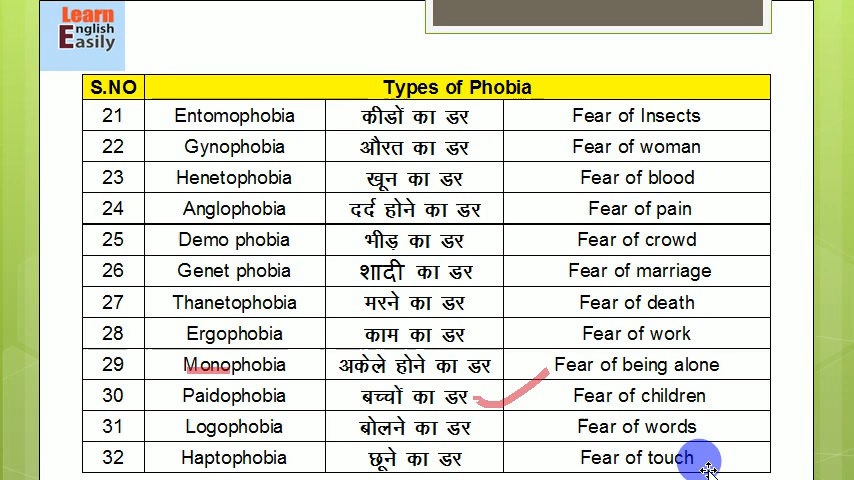 Learn
English
Easily
S.NO Types of Phobia
21 Entomophobia कीडों का डर Fear of Insects
22 Gynophobia औरत का डर Fear of woman
23 Henetophobia खून का डर Fear of blood
24 Anglophobia दर्द होने का डर Fear of pain
25 Demo phobia भीड़ का डर Fear of crowd
26 Genet phobia शादी का डर Fear of marriage
27 Thanetophobia मरने का डर Fear of death
28 Ergophobia काम का डर Fear of work
29 Monophobia अकेले होने का डर Fear of being alone
30 Paidophobia बच्चों का डर Fear of children
31 Logophobia बोलने का डर Fear of words
32 Haptophobia छूने का डर Fear of touch